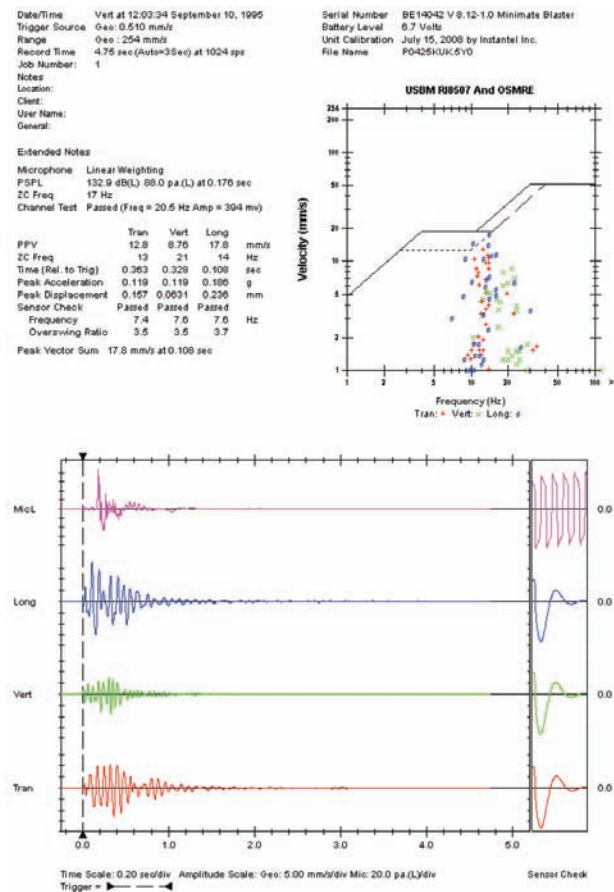 Date/Time Vert at 12:03:34 September 10, 1995
Trigger Source Geo: 0.510 mm/s
Range Geo: 254 mm/s
Record Time 4.75 sec (Auto=3Sec) at 1024 sps
Job Number: 1
Notes
Location:
Client:
User Name:
General:
Extended Notes
Microphone Linear Weighting
PSPL 132.9 dB(L) 88.0 pa.(L) at 0.176 sec
ZC Freq 17 Hz
Channel Test Passed (Freq = 20.5 Hz Amp = 394 mv)
Tran Vert Long
PPV 12.8 8.76 17.8 mm/s
ZC Freq 13 21 14 Hz
Time (Rel. to Trig) 0.363 0.328 0.108 sec
Peak Acceleration 0.119 0.119 0.186 g
Peak Displacement 0.157 0.0631 0.236 mm
Sensor Check Passed Passed Passed
Frequency 7.4 7.6 7.6 Hz
Overswing Ratio 3.5 3.5 3.7
Peak Vector Sum 17.8 mm/s at 0.108 sec
Serial Number BE14042 V 8.12-1.0 Minimate Blaster
Battery Level 6.7 Volts
Unit Calibration July 15, 2008 by Instantel Inc.
File Name P0425KUK.5Y0
USBM RI8507 And OSMRE
Velocity (mm/s)
254
200
100
50
20
10
5
2
1
1 2 5 10 20 50 100 >
Frequency (Hz)
Tran: + Vert: x Long: ø
MicL 0.0
Long 0.0
Vert 0.0
Tran 0.0
0.0 1.0 2.0 3.0 4.0 5.0
Time Scale: 0.20 sec/div Amplitude Scale: Geo: 5.00 mm/s/div Mic: 20.0 pa.(L)/div Sensor Check
Trigger =